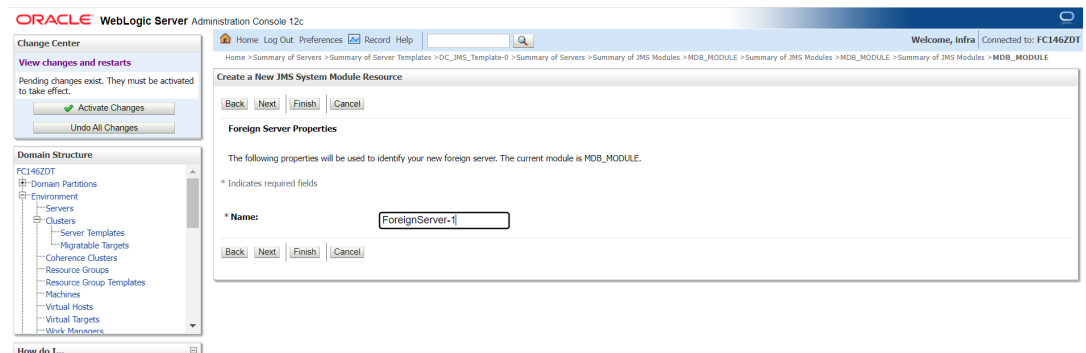 ORACLE WebLogic Server Administration Console 12c
Change Center
View changes and restarts
Pending changes exist. They must be activated
to take effect.
Activate Changes
Undo All Changes
Domain Structure
FC146ZDT
Domain Partitions
Environment
Servers
Clusters
Server Templates
Migratable Targets
Coherence Clusters
Resource Groups
Resource Group Templates
Machines
Virtual Hosts
Virtual Targets
Work Managers
How do I...
Home Log Out Preferences Record Help
Welcome, infra Connected to: FC146ZDT
Home >Summary of Servers >Summary of Server Templates >DC_JMS_Template-0 >Summary of Servers >Summary of JMS Modules >MDB_MODULE >Summary of JMS Modules >MDB_MODULE >Summary of JMS Modules >MDB_MODULE
Create a New JMS System Module Resource
Back Next Finish Cancel
Foreign Server Properties
The following properties will be used to identify your new foreign server. The current module is MDB_MODULE.
* Indicates required fields
* Name: ForeignServer-1
Back Next Finish Cancel